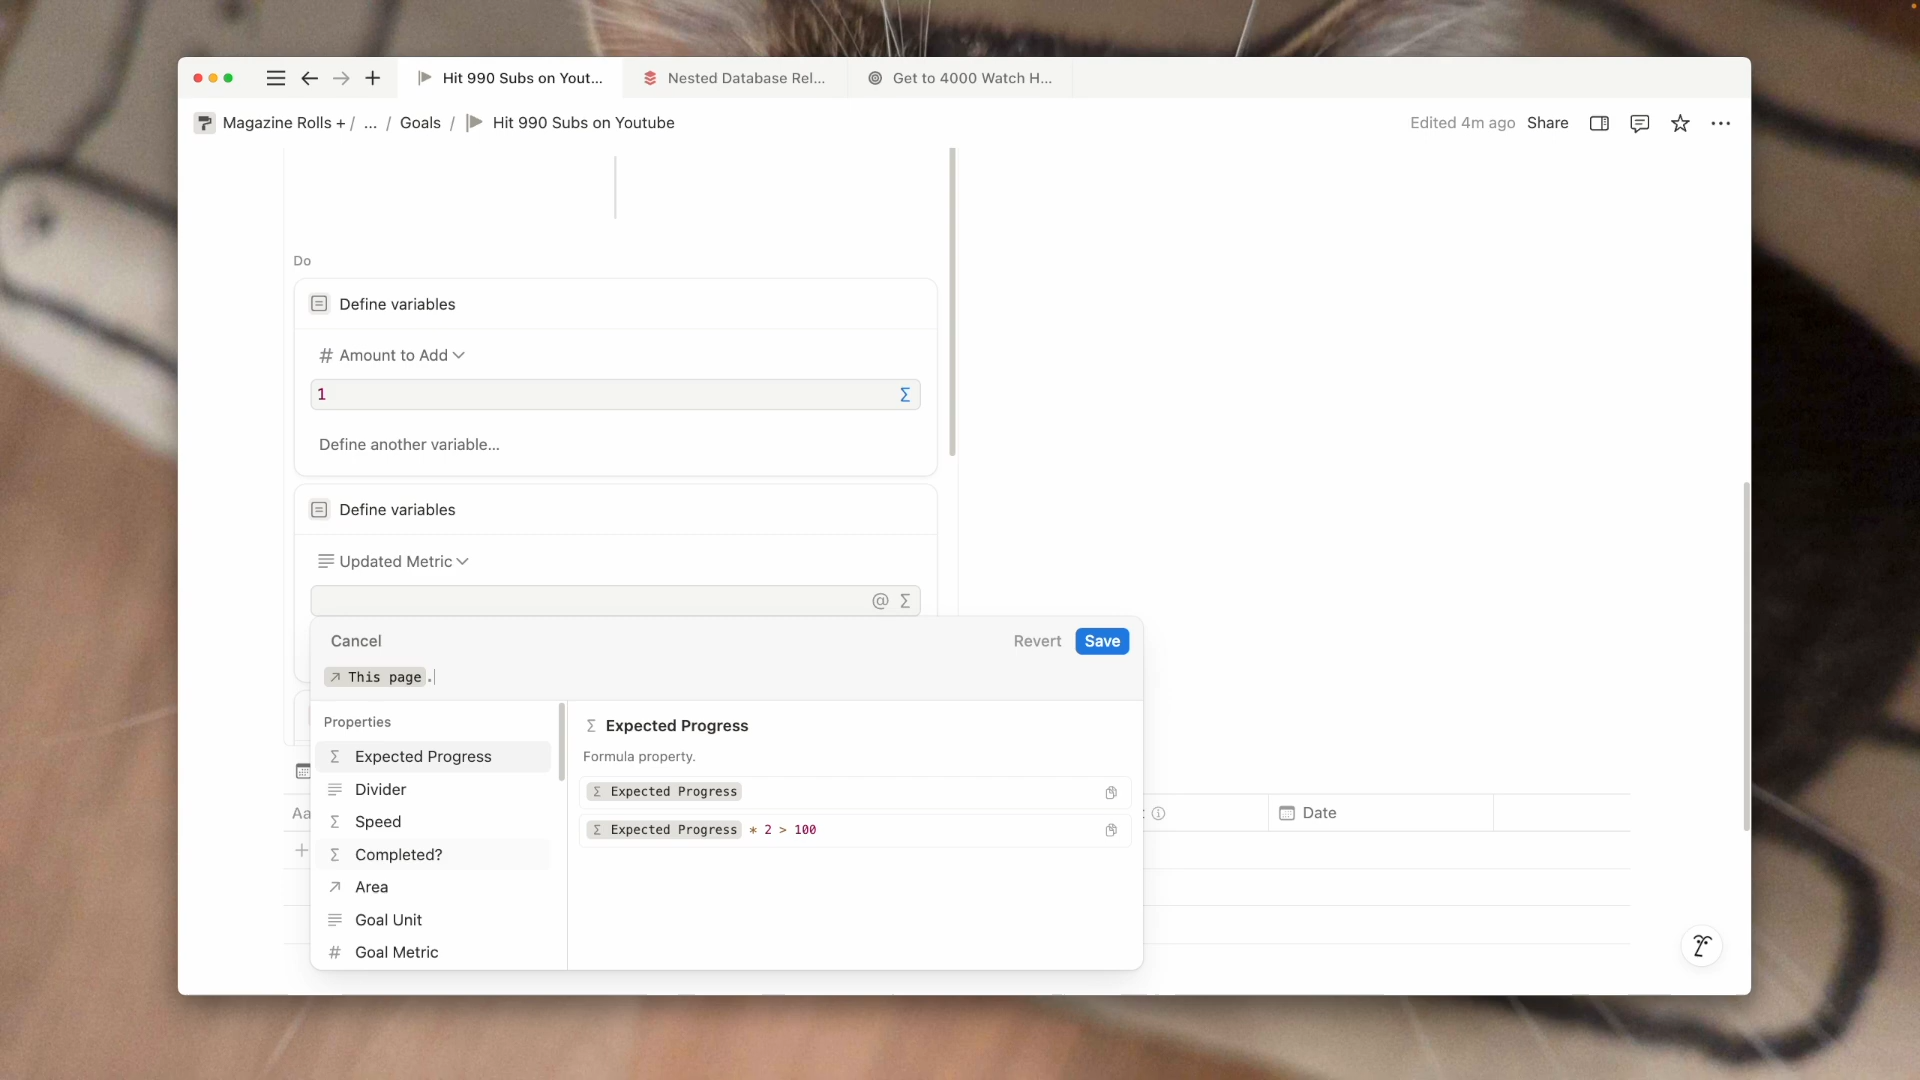 Hit 990 Subs on Yout... Nested Database Rel... Get to 4000 Watch H...
Magazine Rolls + / ... / Goals / Hit 990 Subs on Youtube Edited 4m ago Share
Do
Define variables
# Amount to Add
1 Σ
Define another variable...
Define variables
Updated Metric
@ Σ
Cancel Revert Save
↗ This page.
Properties
Σ Expected Progress
Divider
Σ Speed
Σ Completed?
↗ Area
Goal Unit
# Goal Metric
Σ Expected Progress
Formula property.
Σ Expected Progress
Σ Expected Progress * 2 > 100
Aa
Date